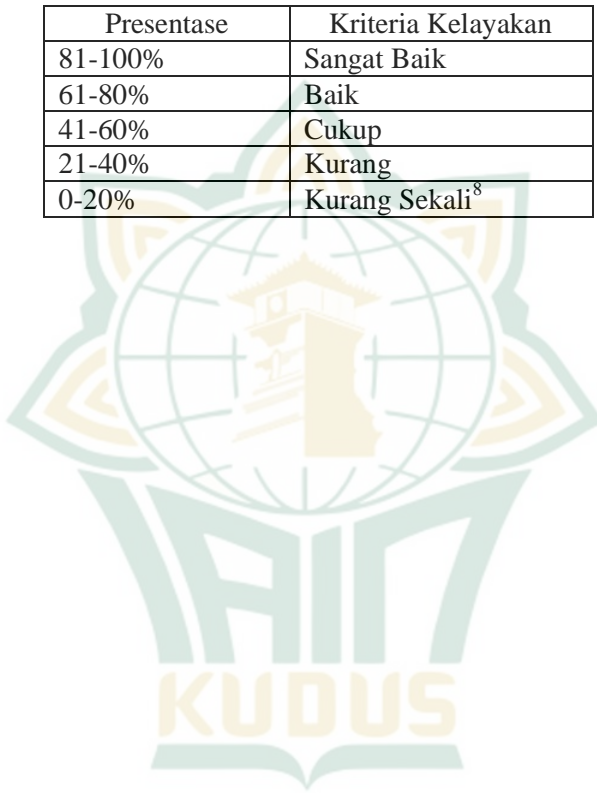 Presentase Kriteria Kelayakan
81-100% Sangat Baik
61-80% Baik
41-60% Cukup
21-40% Kurang
0-20% Kurang Sekali⁸
IAIN
KUDUS